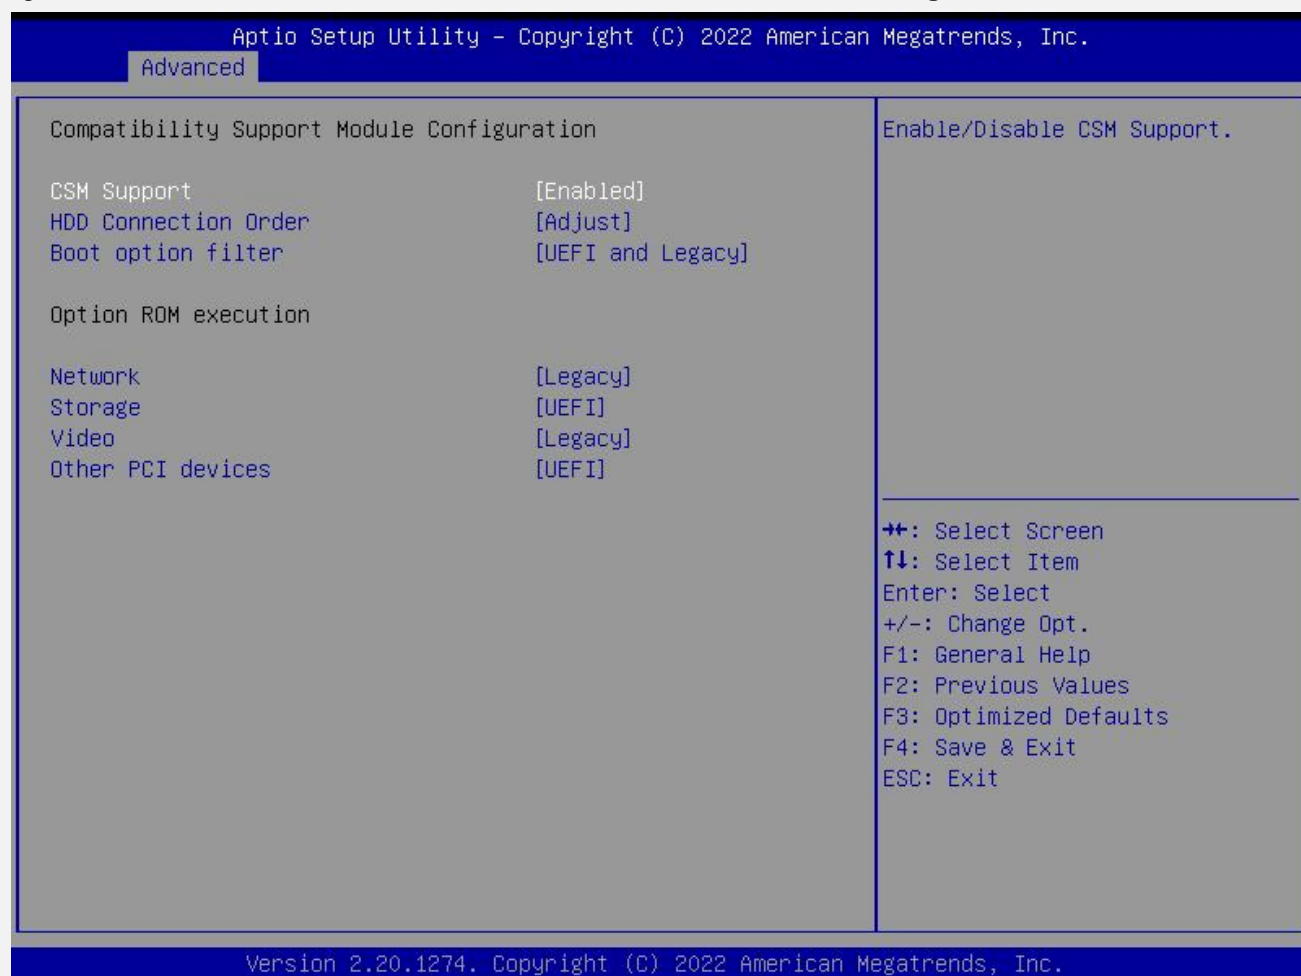 Aptio Setup Utility – Copyright (C) 2022 American Megatrends, Inc.
Advanced
Compatibility Support Module Configuration
CSM Support [Enabled]
HDD Connection Order [Adjust]
Boot option filter [UEFI and Legacy]
Option ROM execution
Network [Legacy]
Storage [UEFI]
Video [Legacy]
Other PCI devices [UEFI]
Enable/Disable CSM Support.
→←: Select Screen
↑↓: Select Item
Enter: Select
+/-: Change Opt.
F1: General Help
F2: Previous Values
F3: Optimized Defaults
F4: Save & Exit
ESC: Exit
Version 2.20.1274. Copyright (C) 2022 American Megatrends, Inc.